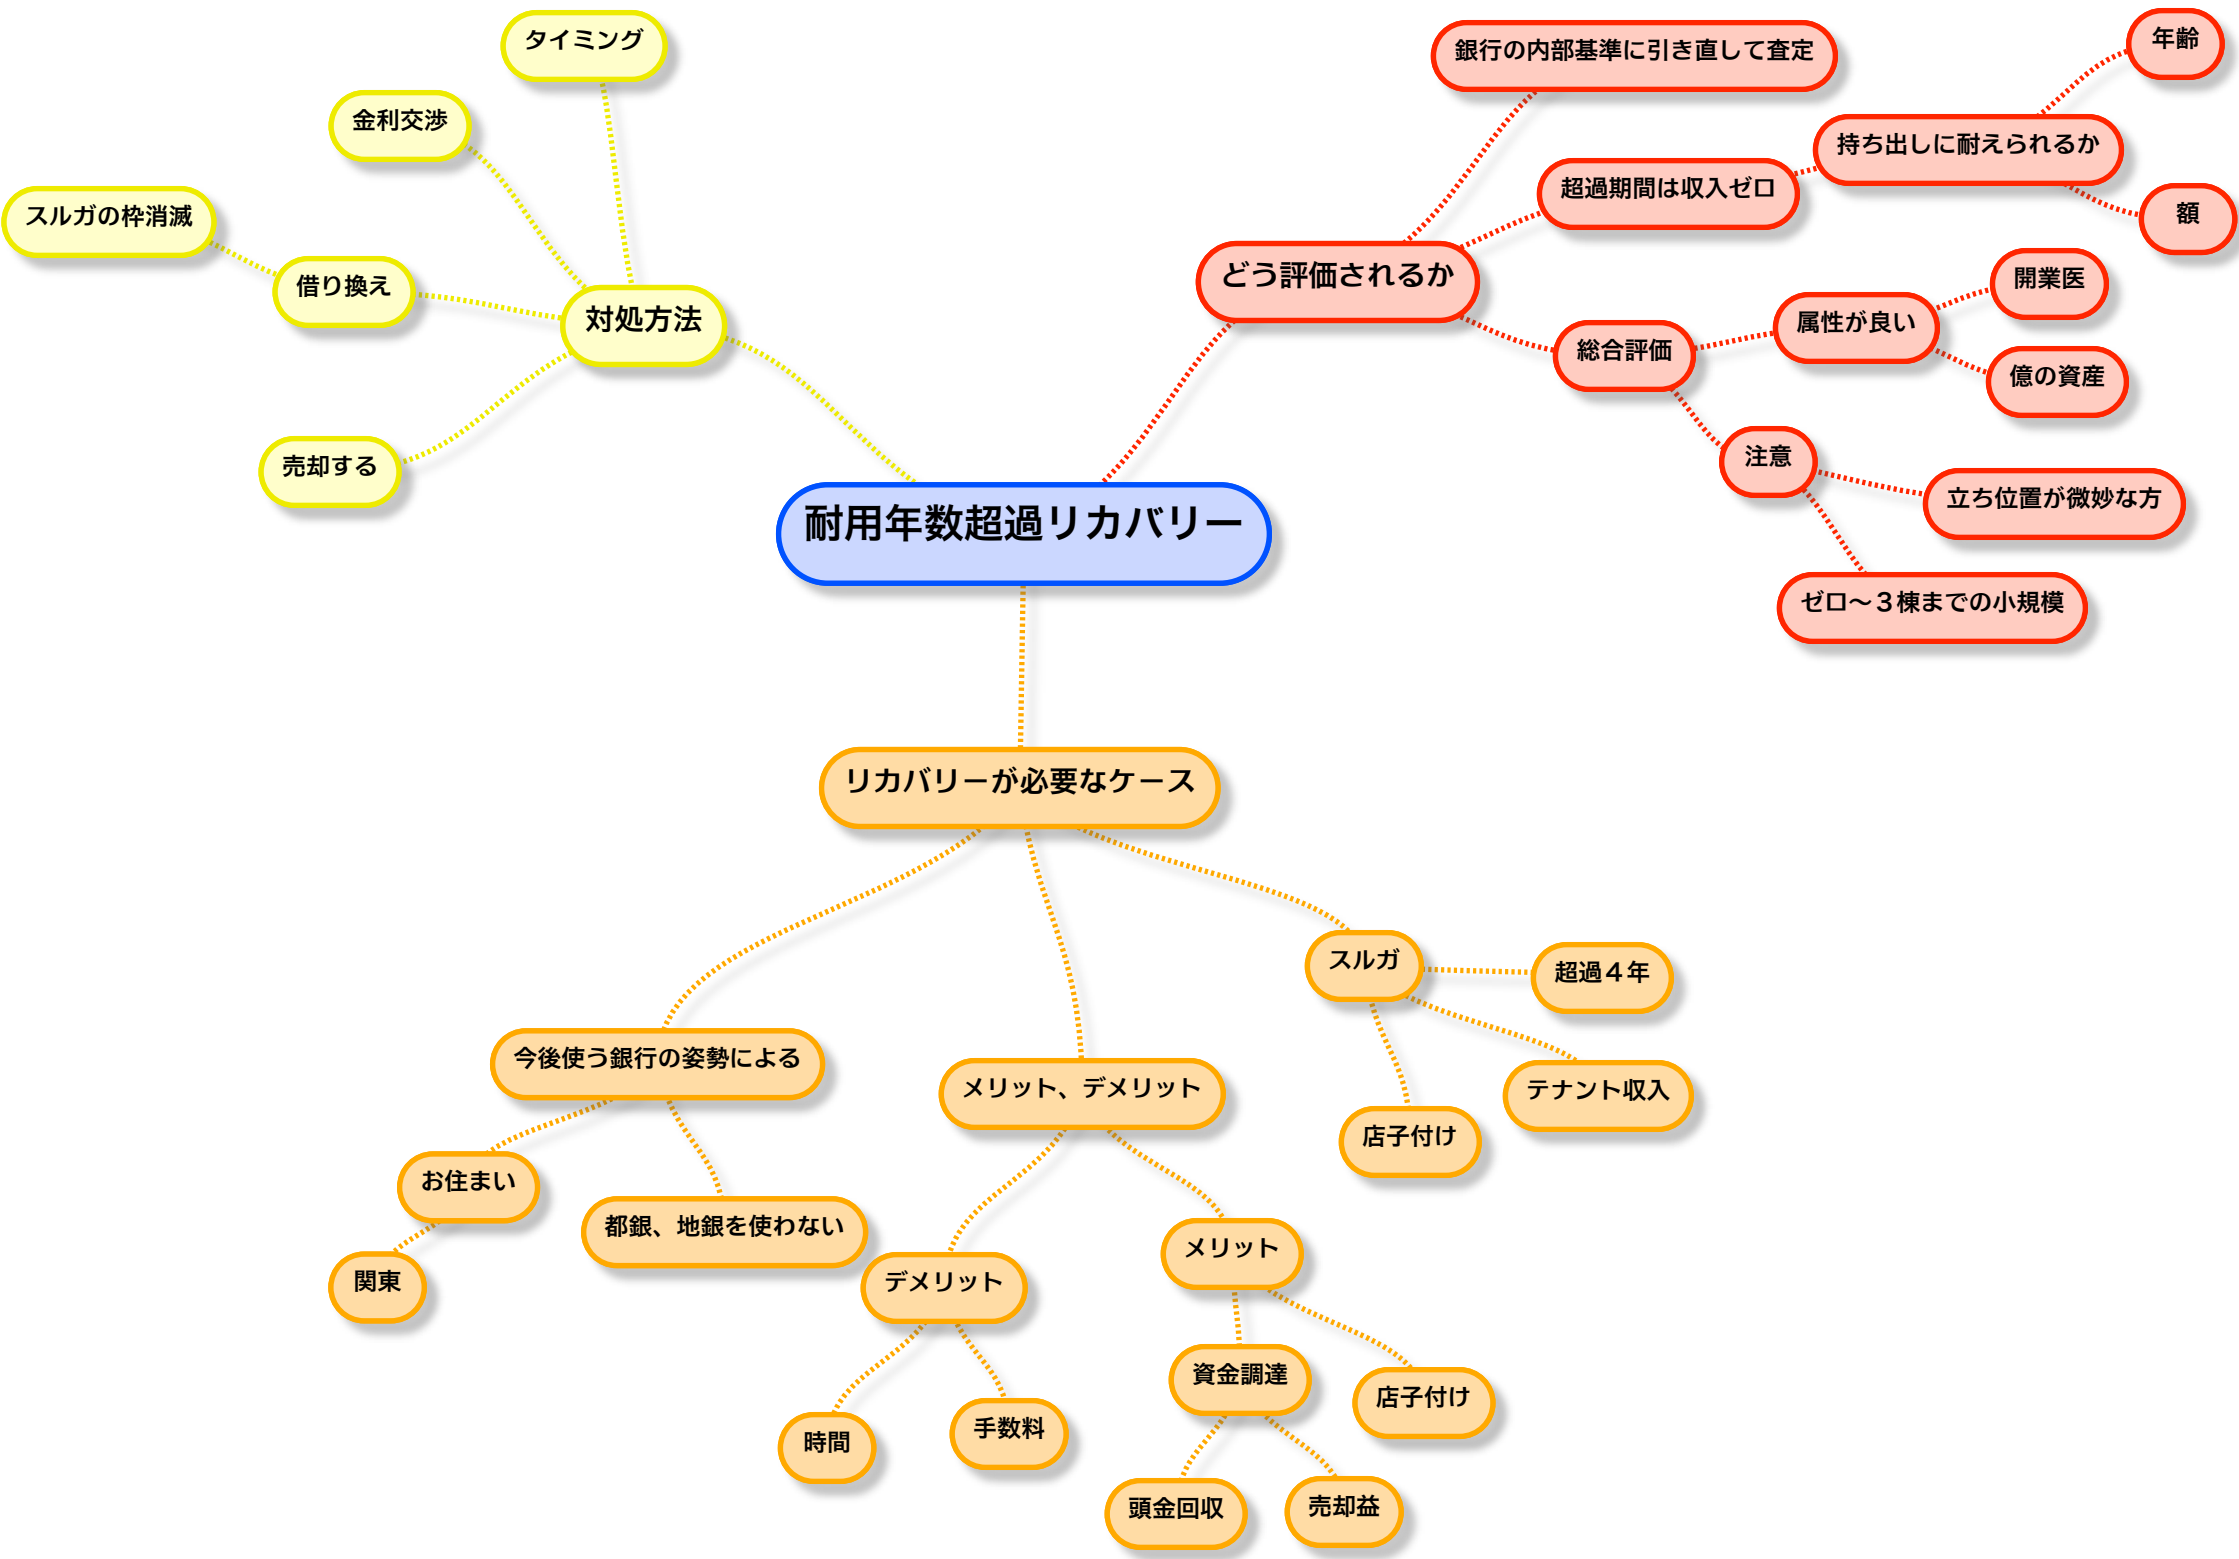 耐用年数超過リカバリー
対処方法
タイミング
金利交渉
借り換え
スルガの枠消滅
売却する
どう評価されるか
銀行の内部基準に引き直して査定
超過期間は収入ゼロ
持ち出しに耐えられるか
年齢
額
総合評価
属性が良い
開業医
億の資産
注意
立ち位置が微妙な方
ゼロ〜３棟までの小規模
リカバリーが必要なケース
スルガ
超過４年
テナント収入
店子付け
メリット、デメリット
メリット
資金調達
頭金回収
売却益
店子付け
デメリット
時間
手数料
今後使う銀行の姿勢による
お住まい
関東
都銀、地銀を使わない